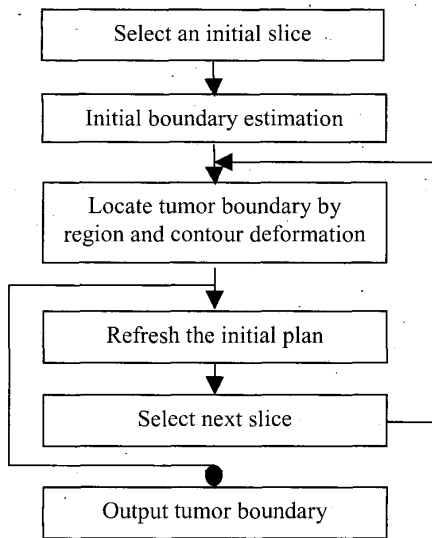 Select an initial slice
Initial boundary estimation
Locate tumor boundary by
region and contour deformation
Refresh the initial plan
Select next slice
Output tumor boundary